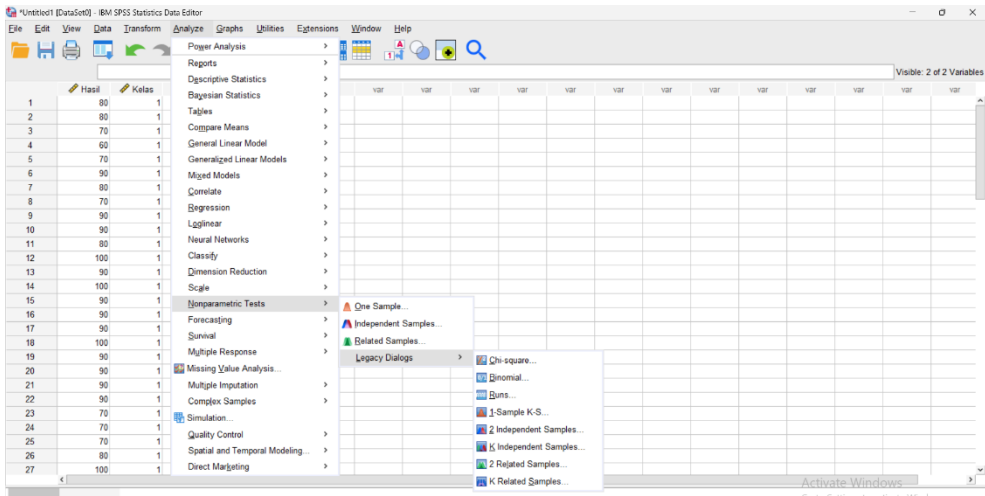 *Untitled1 [DataSet0] - IBM SPSS Statistics Data Editor
File Edit View Data Transform Analyze Graphs Utilities Extensions Window Help
Visible: 2 of 2 Variables
Hasil Kelas var var var var var var var var var var var var var
1 80 1
2 80 1
3 70 1
4 60 1
5 70 1
6 90 1
7 80 1
8 70 1
9 90 1
10 90 1
11 80 1
12 100 1
13 90 1
14 100 1
15 90 1
16 90 1
17 90 1
18 100 1
19 90 1
20 90 1
21 90 1
22 90 1
23 70 1
24 70 1
25 70 1
26 80 1
27 100 1
Power Analysis
Reports
Descriptive Statistics
Bayesian Statistics
Tables
Compare Means
General Linear Model
Generalized Linear Models
Mixed Models
Correlate
Regression
Loglinear
Neural Networks
Classify
Dimension Reduction
Scale
Nonparametric Tests
Forecasting
Survival
Multiple Response
Missing Value Analysis...
Multiple Imputation
Complex Samples
Simulation...
Quality Control
Spatial and Temporal Modeling...
Direct Marketing
One Sample...
Independent Samples...
Related Samples...
Legacy Dialogs
Chi-square...
Binomial...
Runs...
1-Sample K-S...
2 Independent Samples...
K Independent Samples...
2 Related Samples...
K Related Samples...
Activate Windows